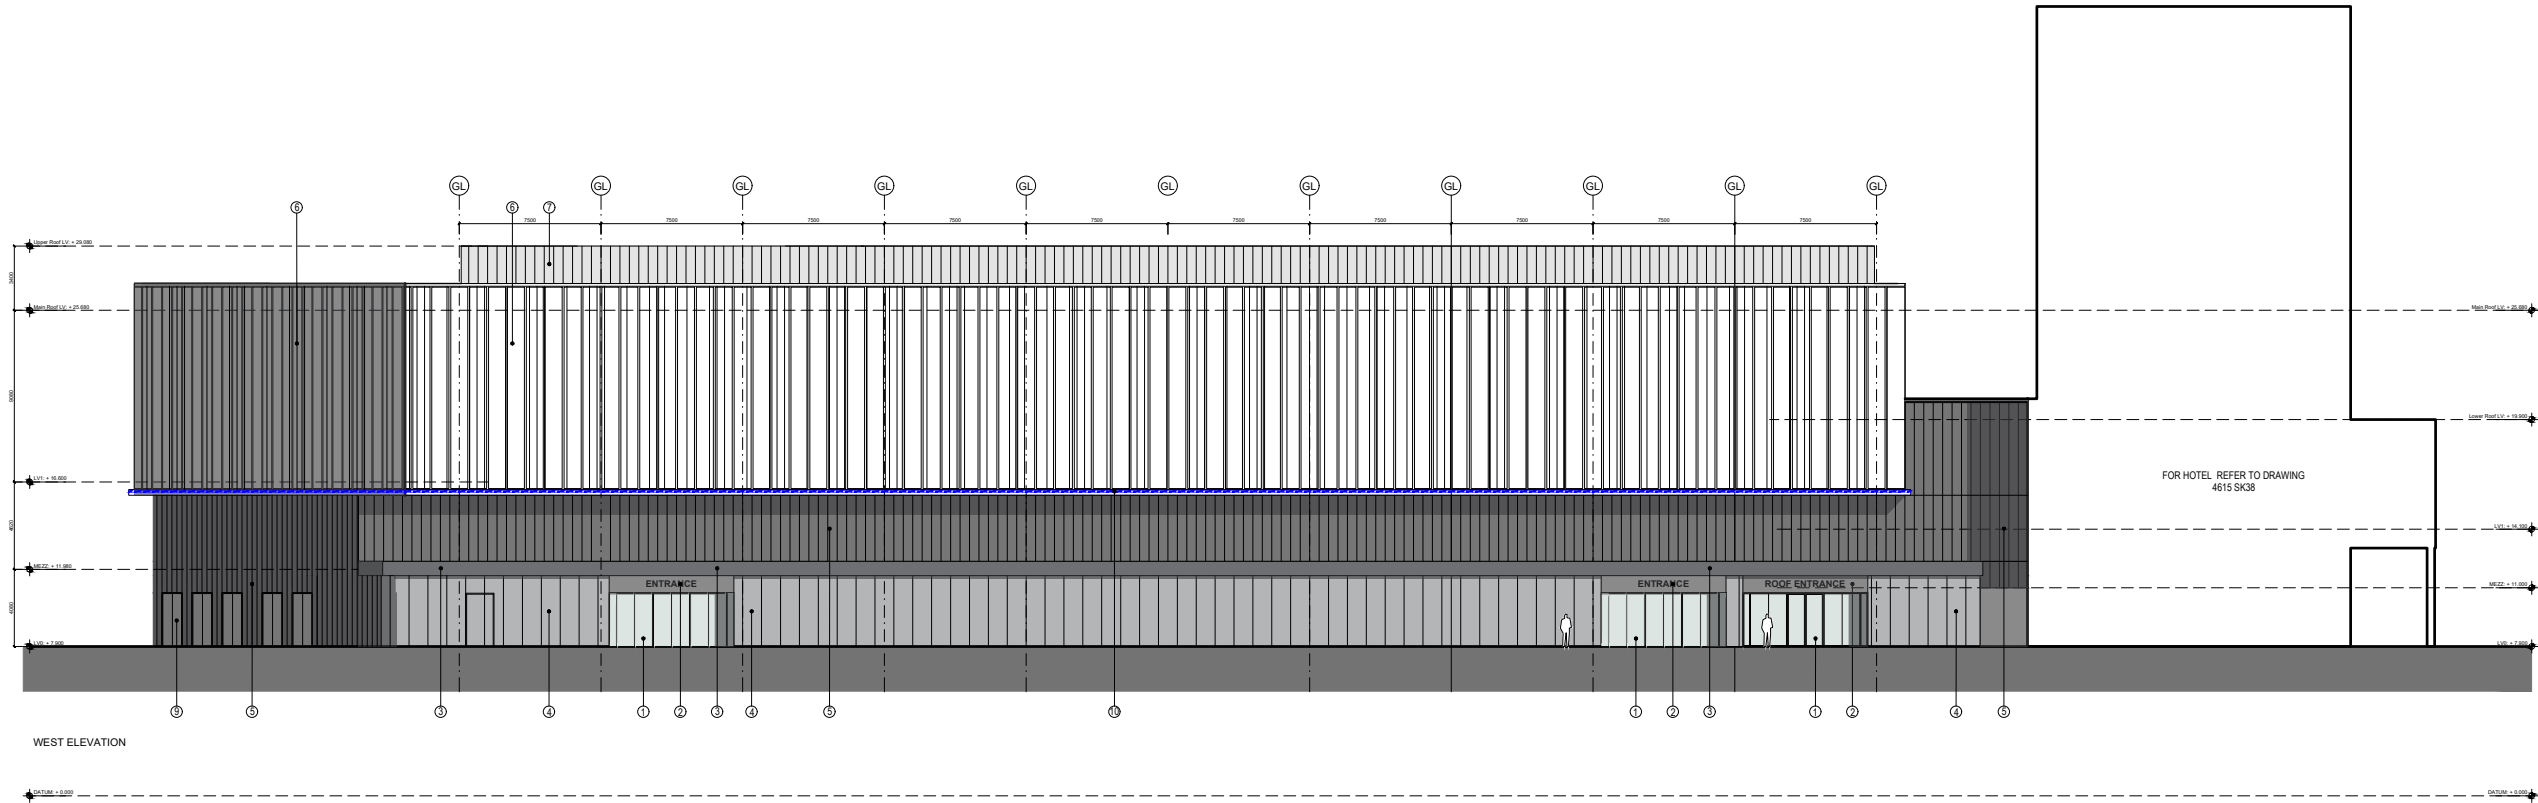 GL GL GL GL GL GL GL GL GL GL GL
6 6 7
7500 7500 7500 7500 7500 7500 7500 7500 7500 7500
Upper Roof LV: + 29.080
3400
Main Roof LV: + 25.680 Main Roof LV: + 25.680
9080
Lower Roof LV: + 19.900
FOR HOTEL REFER TO DRAWING
4615 SK38
LV1: + 16.600
4620
LV1: + 14.100
MEZZ: + 11.980
MEZZ: + 11.000
ENTRANCE ENTRANCE ROOF ENTRANCE
4080
LV0: + 7.900 LV0: + 7.900
9 5 3 4 1 2 3 4 5 10 1 2 3 1 2 4 5
WEST ELEVATION
DATUM: + 0.000 DATUM: + 0.000